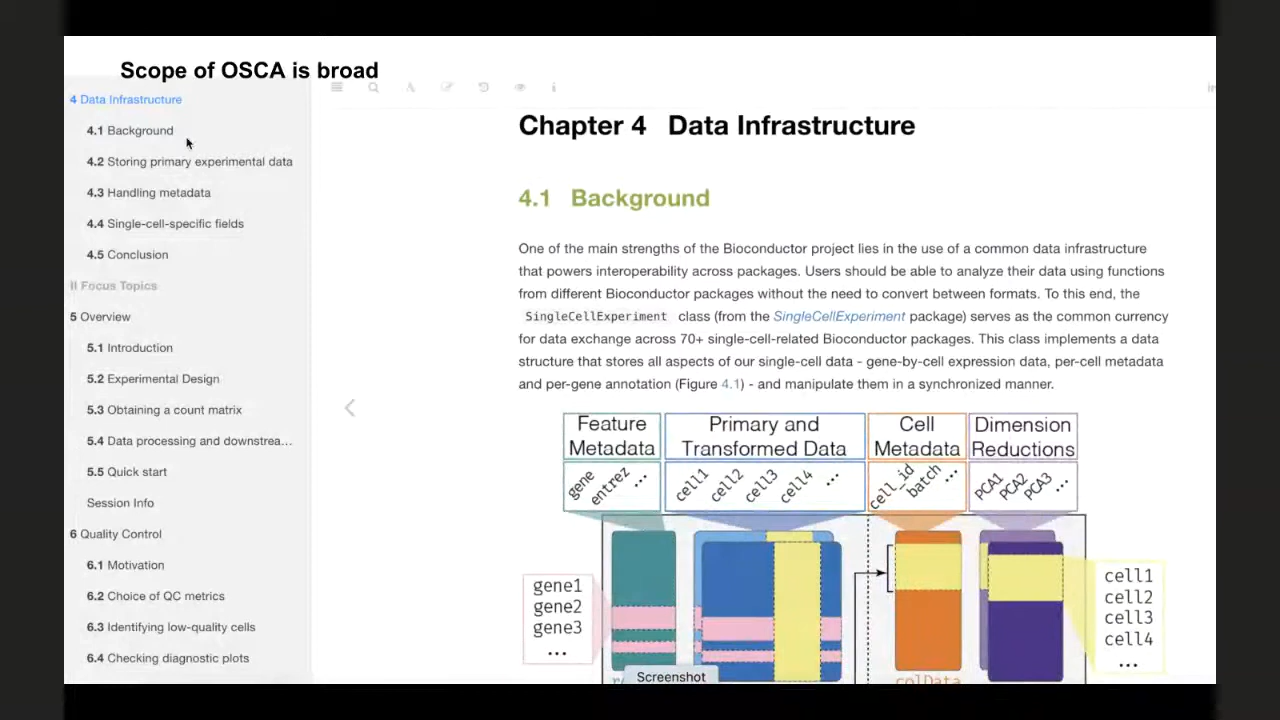 Scope of OSCA is broad
4 Data Infrastructure
4.1 Background
4.2 Storing primary experimental data
4.3 Handling metadata
4.4 Single-cell-specific fields
4.5 Conclusion
II Focus Topics
5 Overview
5.1 Introduction
5.2 Experimental Design
5.3 Obtaining a count matrix
5.4 Data processing and downstrea...
5.5 Quick start
Session Info
6 Quality Control
6.1 Motivation
6.2 Choice of QC metrics
6.3 Identifying low-quality cells
6.4 Checking diagnostic plots
Chapter 4 Data Infrastructure
4.1 Background
One of the main strengths of the Bioconductor project lies in the use of a common data infrastructure
that powers interoperability across packages. Users should be able to analyze their data using functions
from different Bioconductor packages without the need to convert between formats. To this end, the
SingleCellExperiment class (from the SingleCellExperiment package) serves as the common currency
for data exchange across 70+ single-cell-related Bioconductor packages. This class implements a data
structure that stores all aspects of our single-cell data - gene-by-cell expression data, per-cell metadata
and per-gene annotation (Figure 4.1) - and manipulate them in a synchronized manner.
Feature Metadata
Primary and Transformed Data
Cell Metadata
Dimension Reductions
gene entrez ...
cell1 cell2 cell3 cell4 ...
cell_id batch ...
PCA1 PCA2 PCA3 ...
gene1
gene2
gene3
...
cell1
cell2
cell3
cell4
...
colData
Screenshot